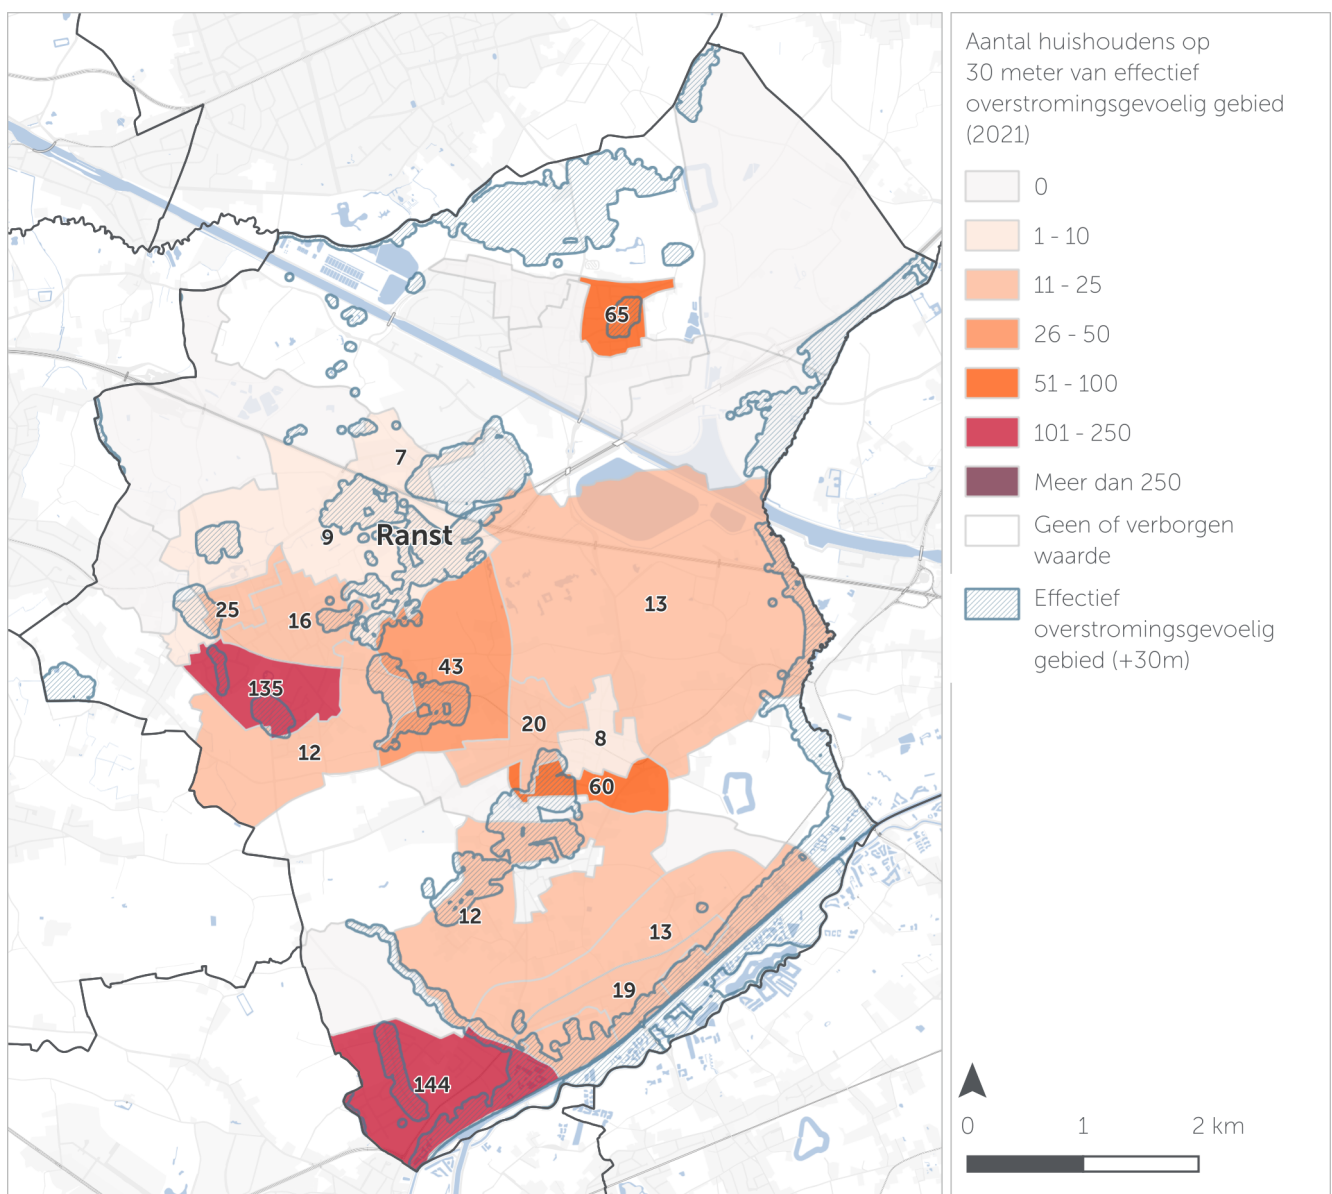 65
7
9
Ranst
25
16
13
43
135
20
12
8
60
12
13
19
144
Aantal huishoudens op
30 meter van effectief
overstromingsgevoelig gebied
(2021)
0
1 - 10
11 - 25
26 - 50
51 - 100
101 - 250
Meer dan 250
Geen of verborgen
waarde
Effectief
overstromingsgevoelig
gebied (+30m)
0 1 2 km